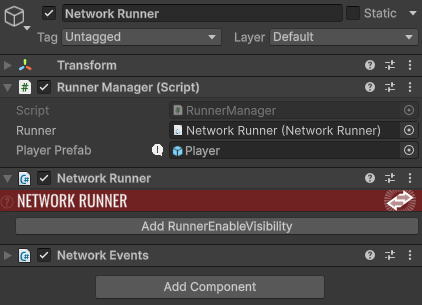 Network Runner
Static
Tag Untagged Layer Default
Transform
# Runner Manager (Script)
Script # RunnerManager
Runner Network Runner (Network Runner)
Player Prefab Player
Network Runner
NETWORK RUNNER
Add RunnerEnableVisibility
Network Events
Add Component